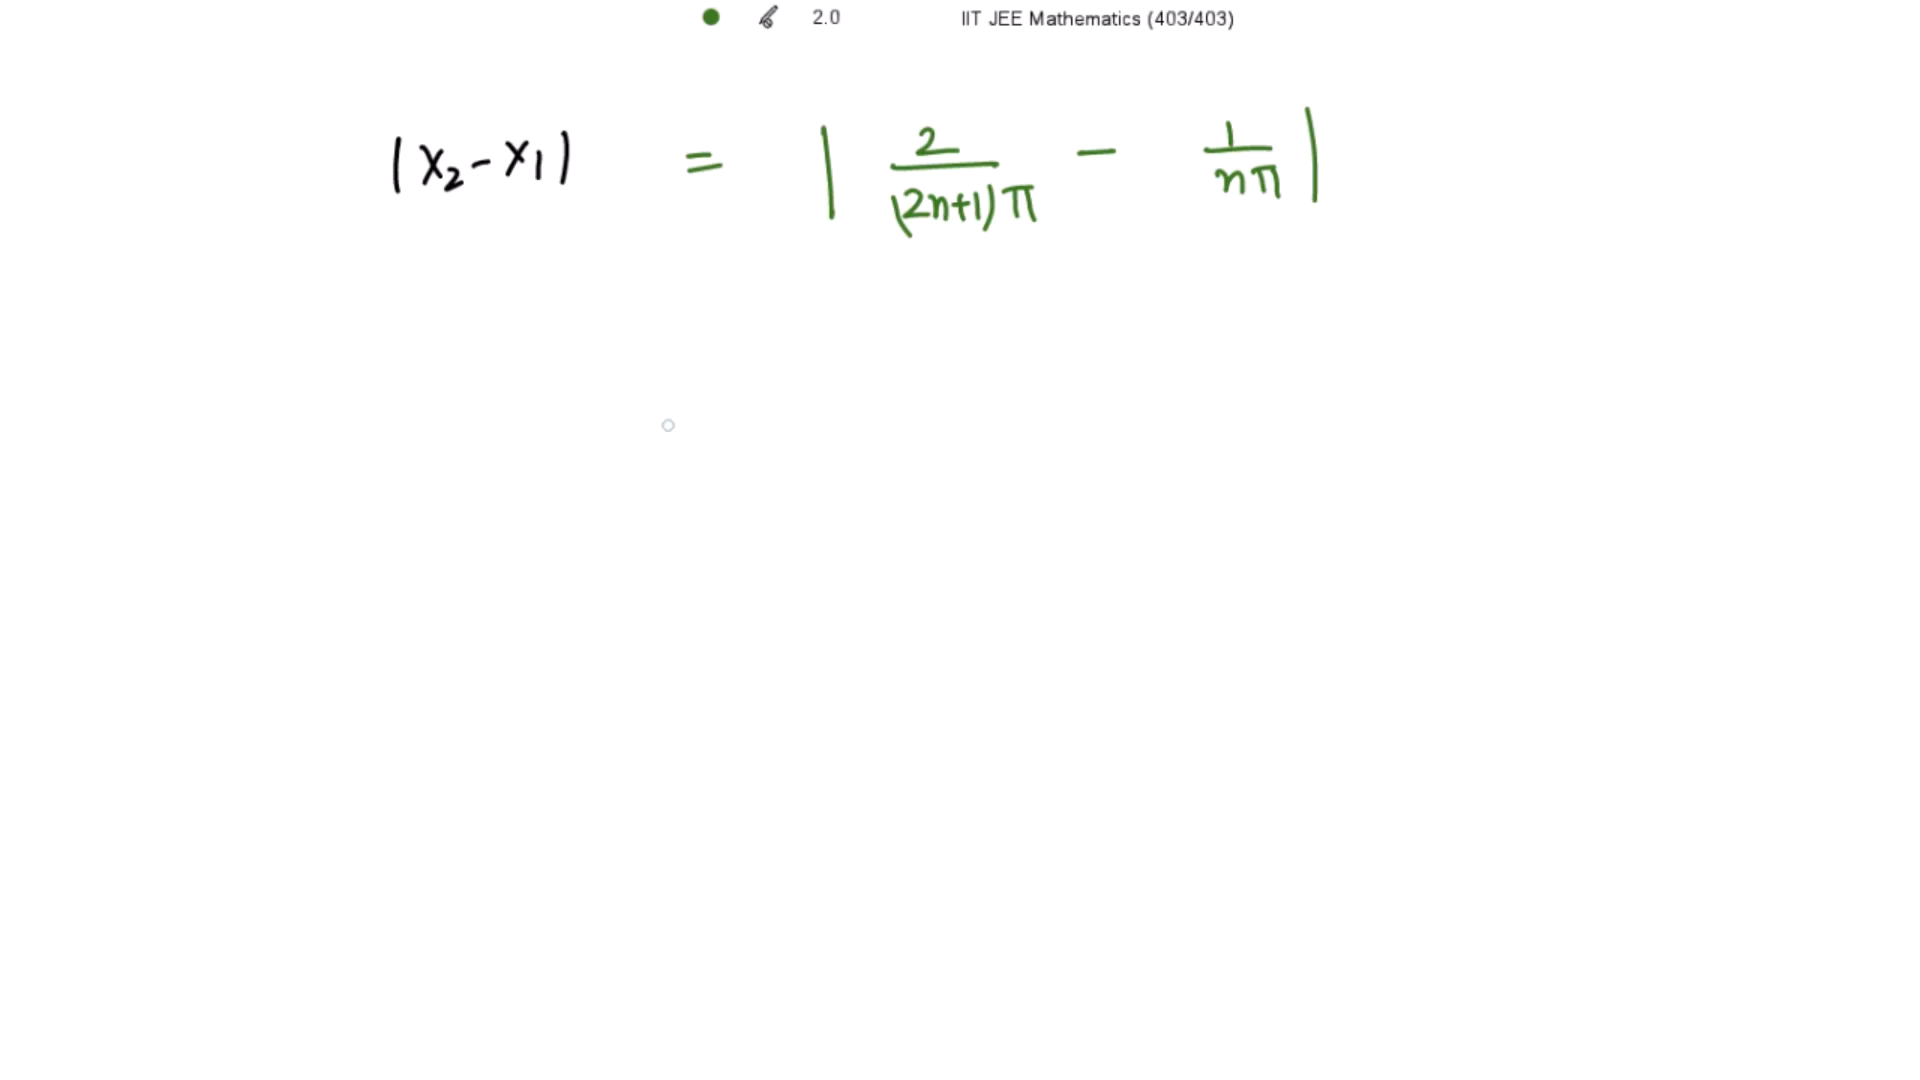 2.0 IIT JEE Mathematics (403/403)
|x₂-x₁| = | 2/((2n+1)π) - 1/(nπ) |